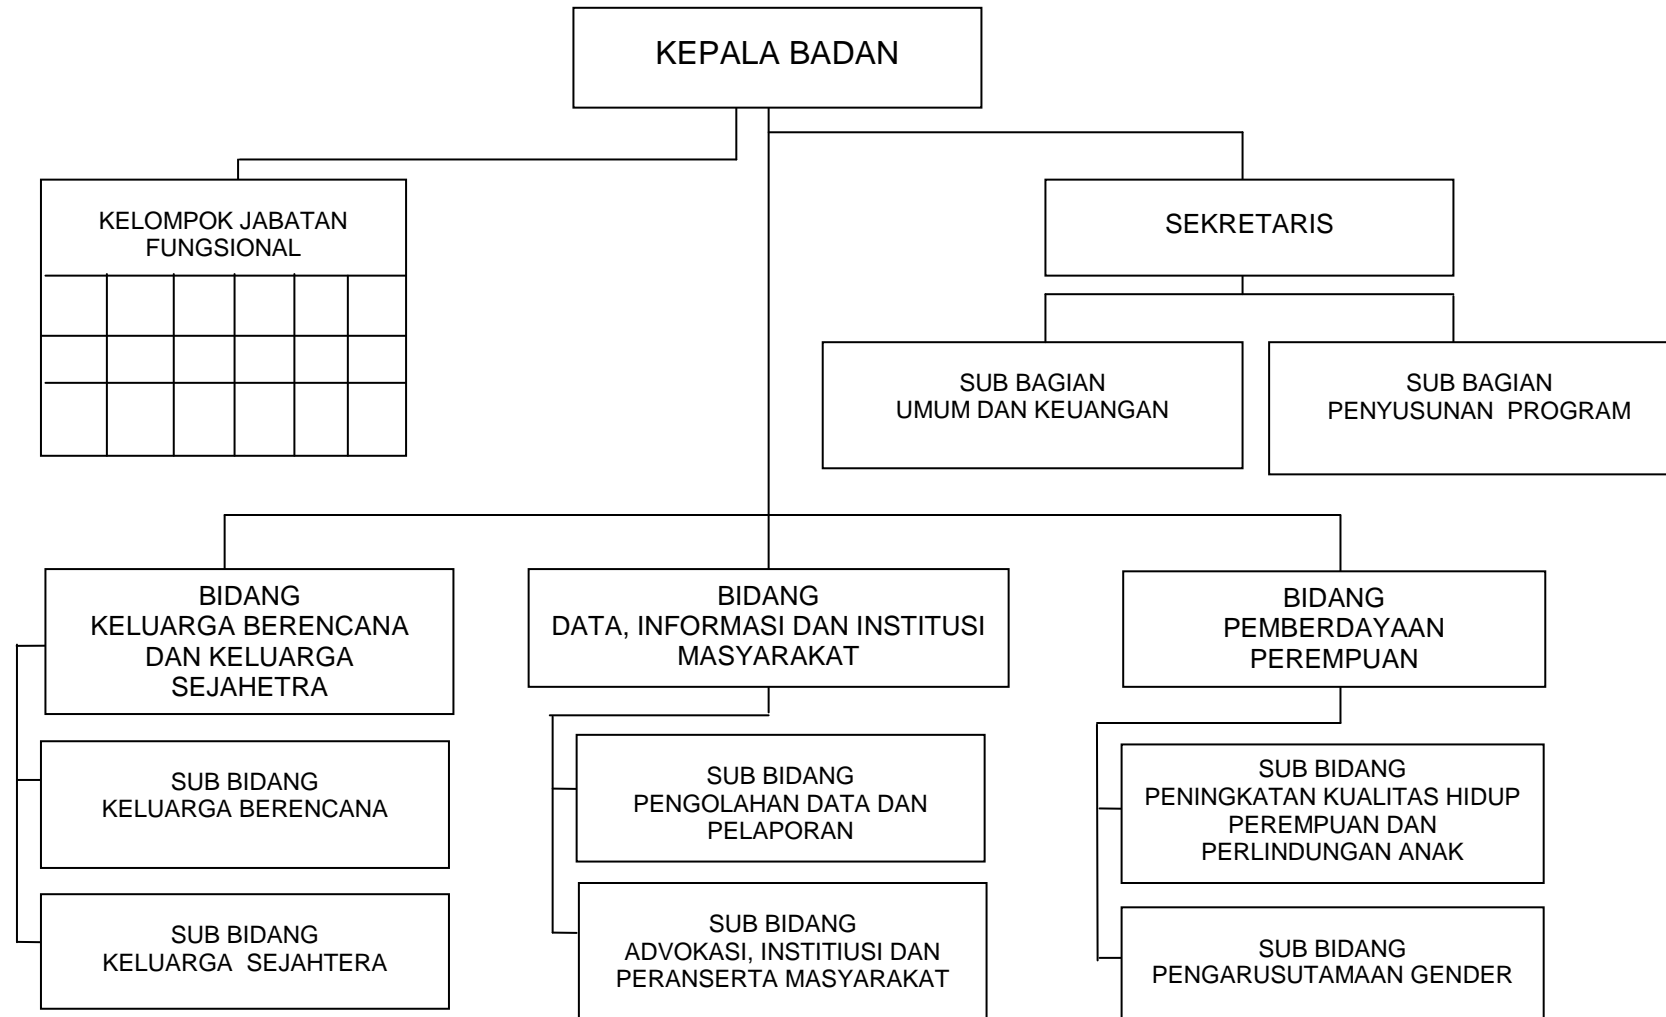 KEPALA BADAN
KELOMPOK JABATAN
FUNGSIONAL
SEKRETARIS
SUB BAGIAN
UMUM DAN KEUANGAN
SUB BAGIAN
PENYUSUNAN PROGRAM
BIDANG
KELUARGA BERENCANA
DAN KELUARGA
SEJAHETRA
BIDANG
DATA, INFORMASI DAN INSTITUSI
MASYARAKAT
BIDANG
PEMBERDAYAAN
PEREMPUAN
SUB BIDANG
KELUARGA BERENCANA
SUB BIDANG
PENGOLAHAN DATA DAN
PELAPORAN
SUB BIDANG
PENINGKATAN KUALITAS HIDUP
PEREMPUAN DAN
PERLINDUNGAN ANAK
SUB BIDANG
KELUARGA SEJAHTERA
SUB BIDANG
ADVOKASI, INSTITIUSI DAN
PERANSERTA MASYARAKAT
SUB BIDANG
PENGARUSUTAMAAN GENDER